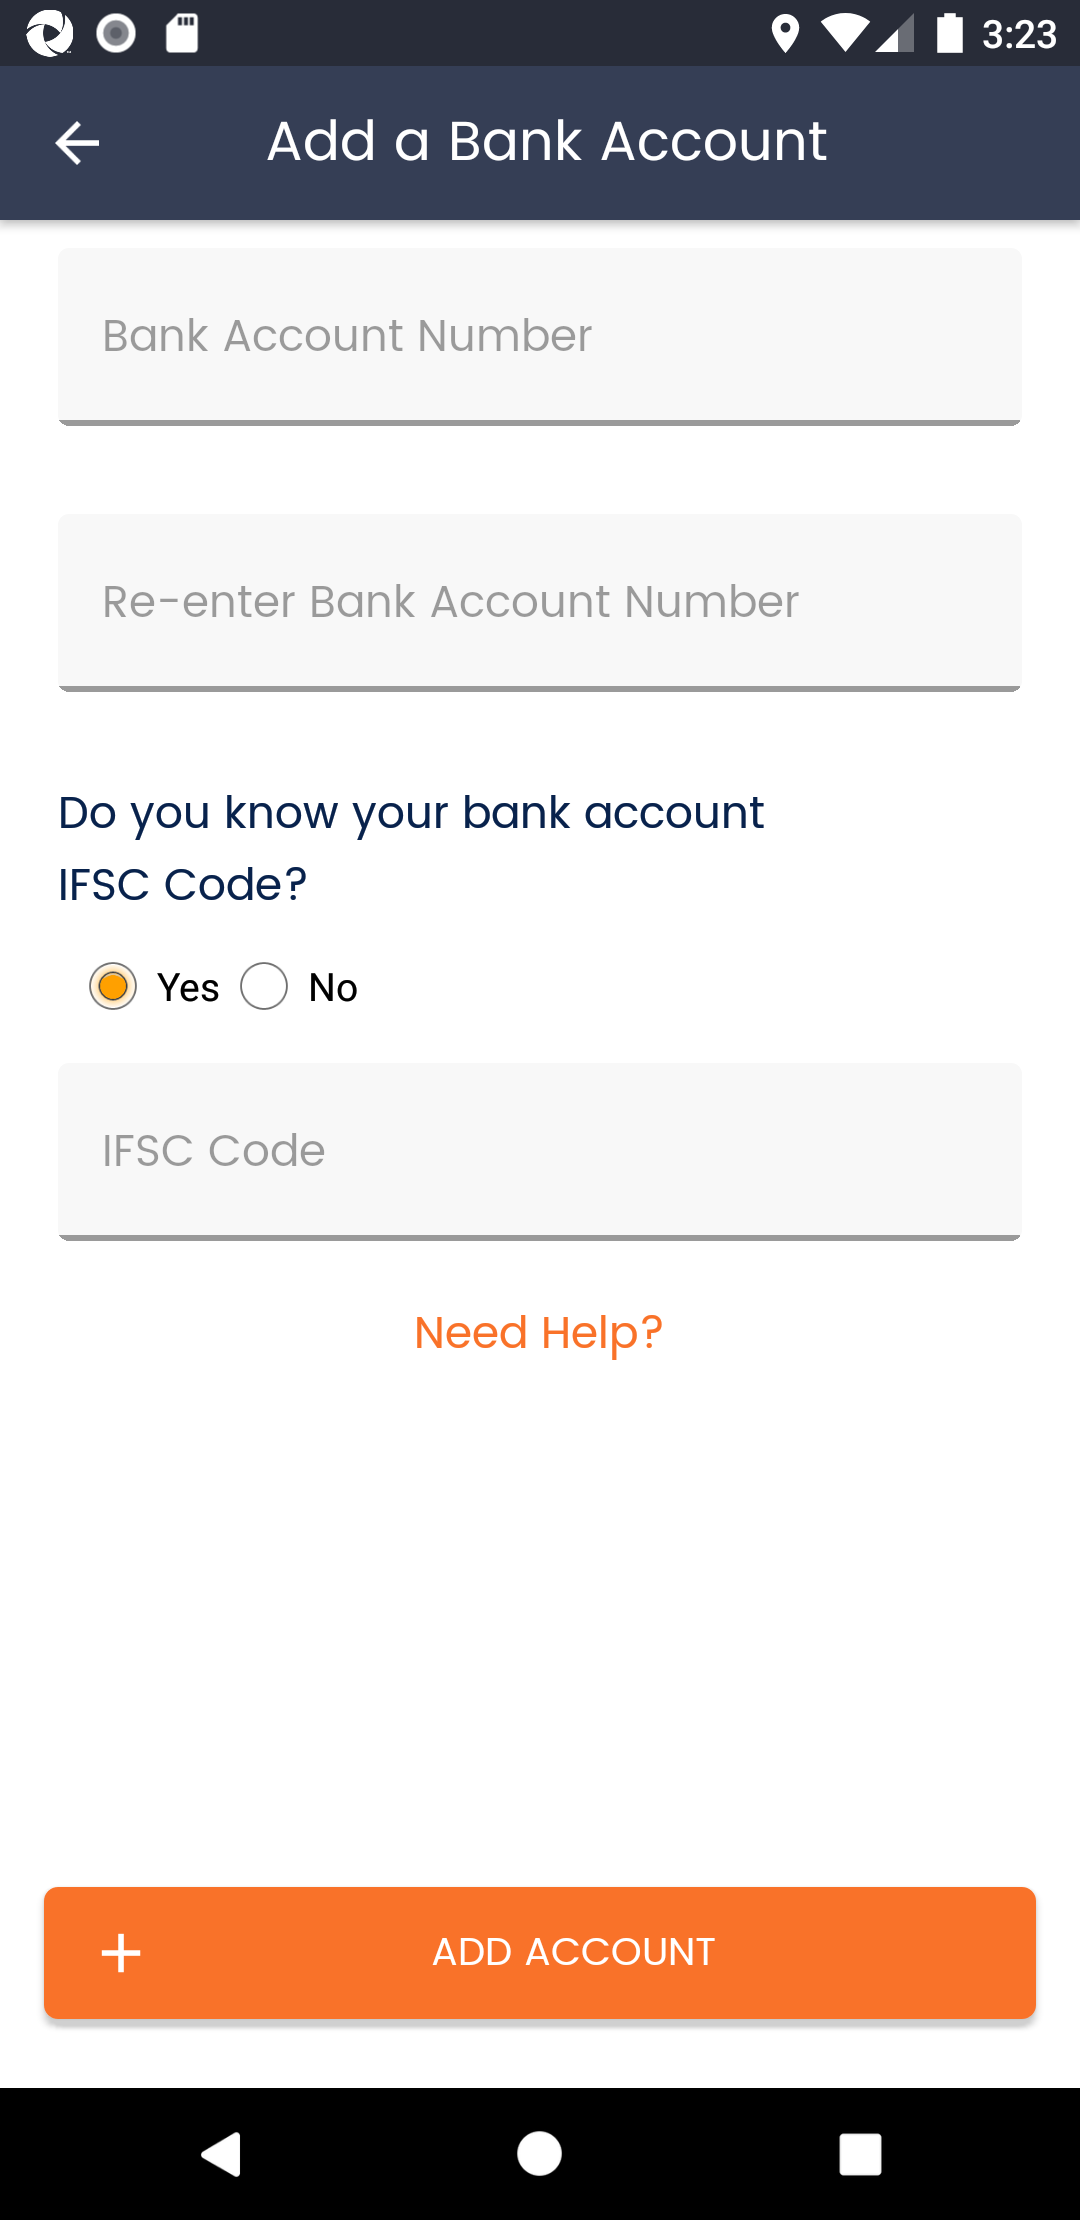 3:23
Add a Bank Account
Bank Account Number
Re-enter Bank Account Number
Do you know your bank account
IFSC Code?
Yes No
IFSC Code
Need Help?
ADD ACCOUNT